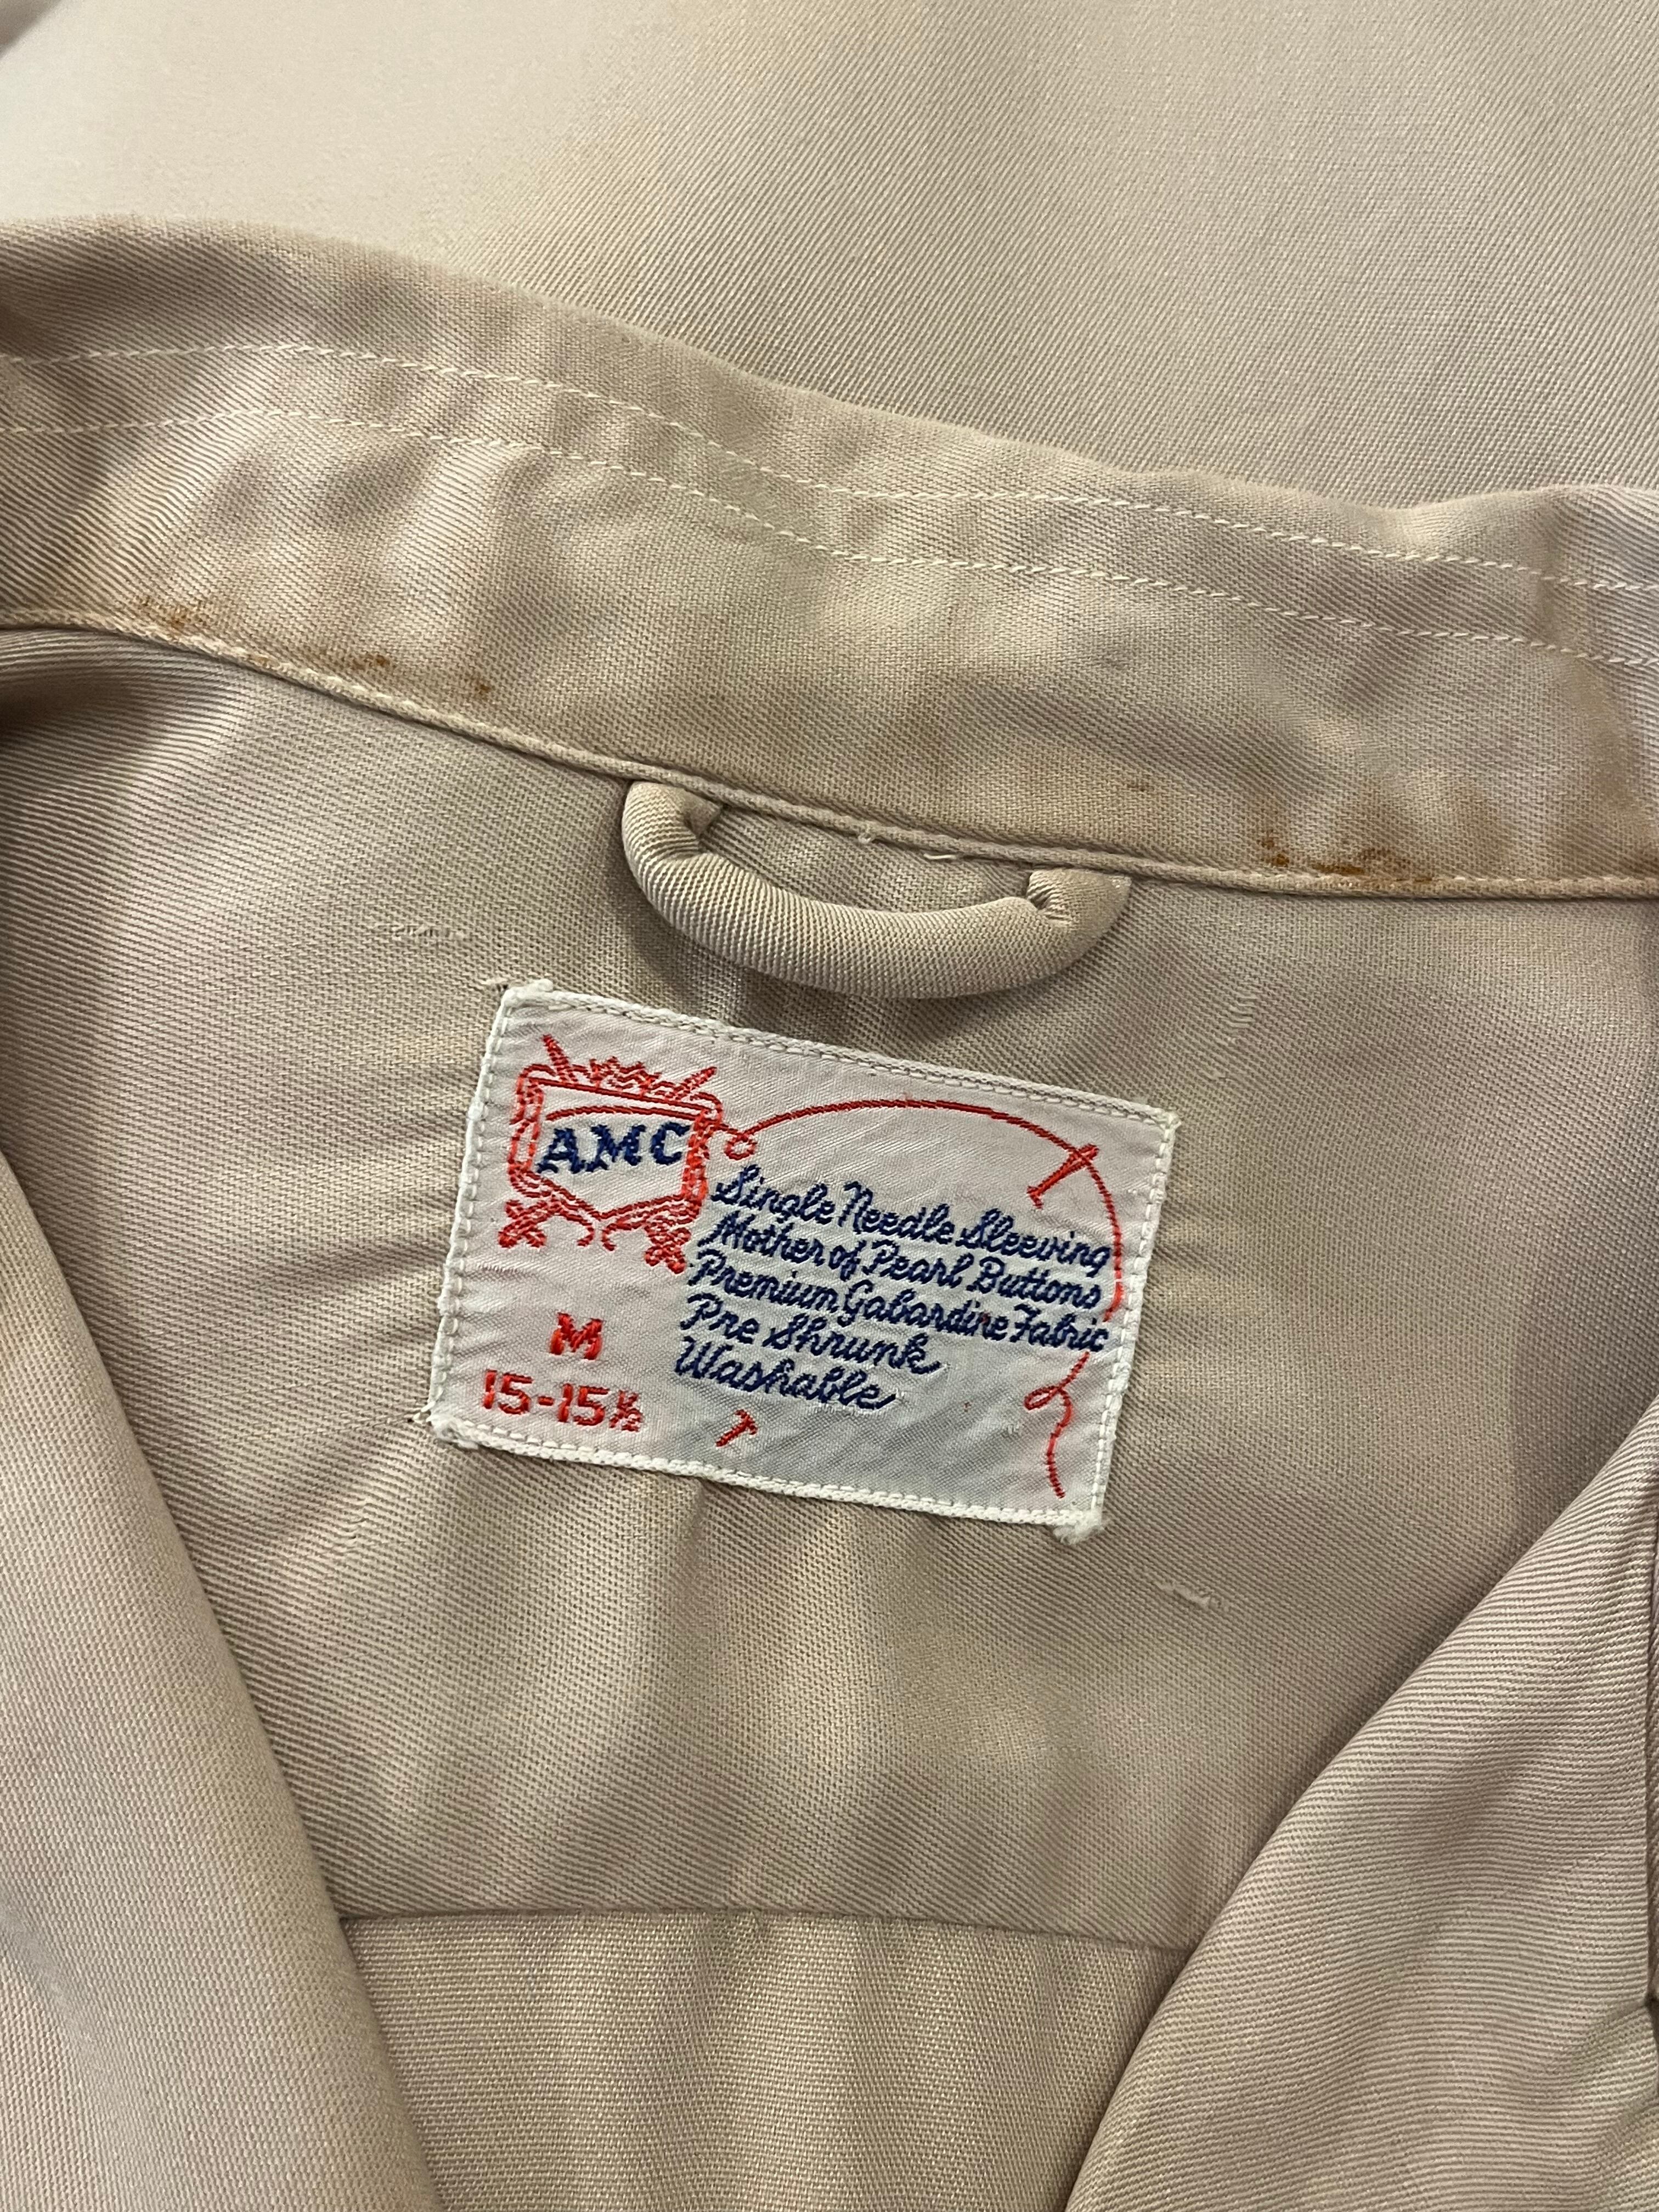 AMC
Single Needle Sleeving
Mother of Pearl Buttons
Premium Gabardine Fabric
Pre Shrunk
Washable
M
15-15½
T